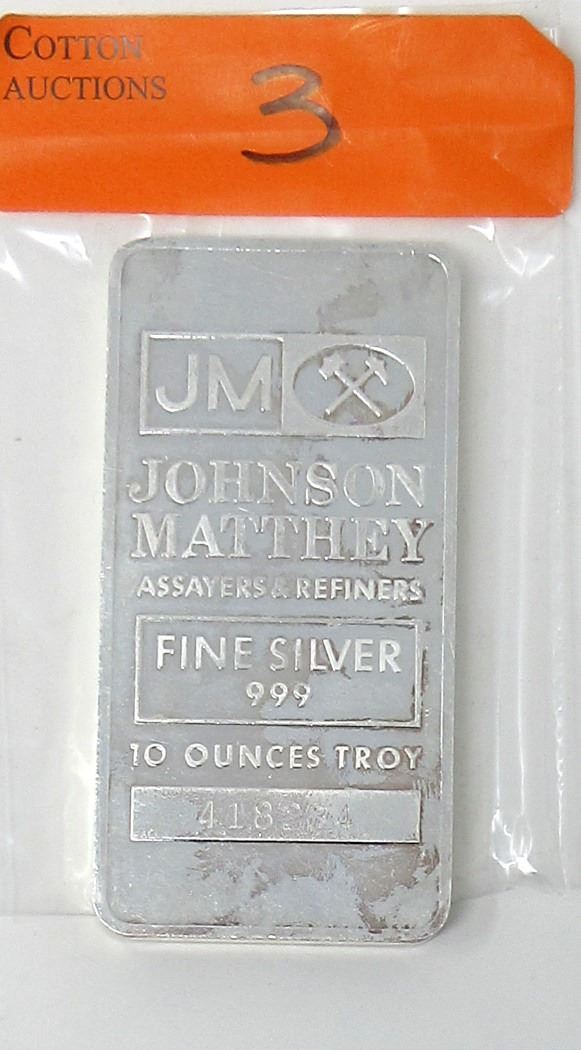 COTTON
AUCTIONS
3
JM
JOHNSON
MATTHEY
ASSAYERS & REFINERS
FINE SILVER
999
10 OUNCES TROY